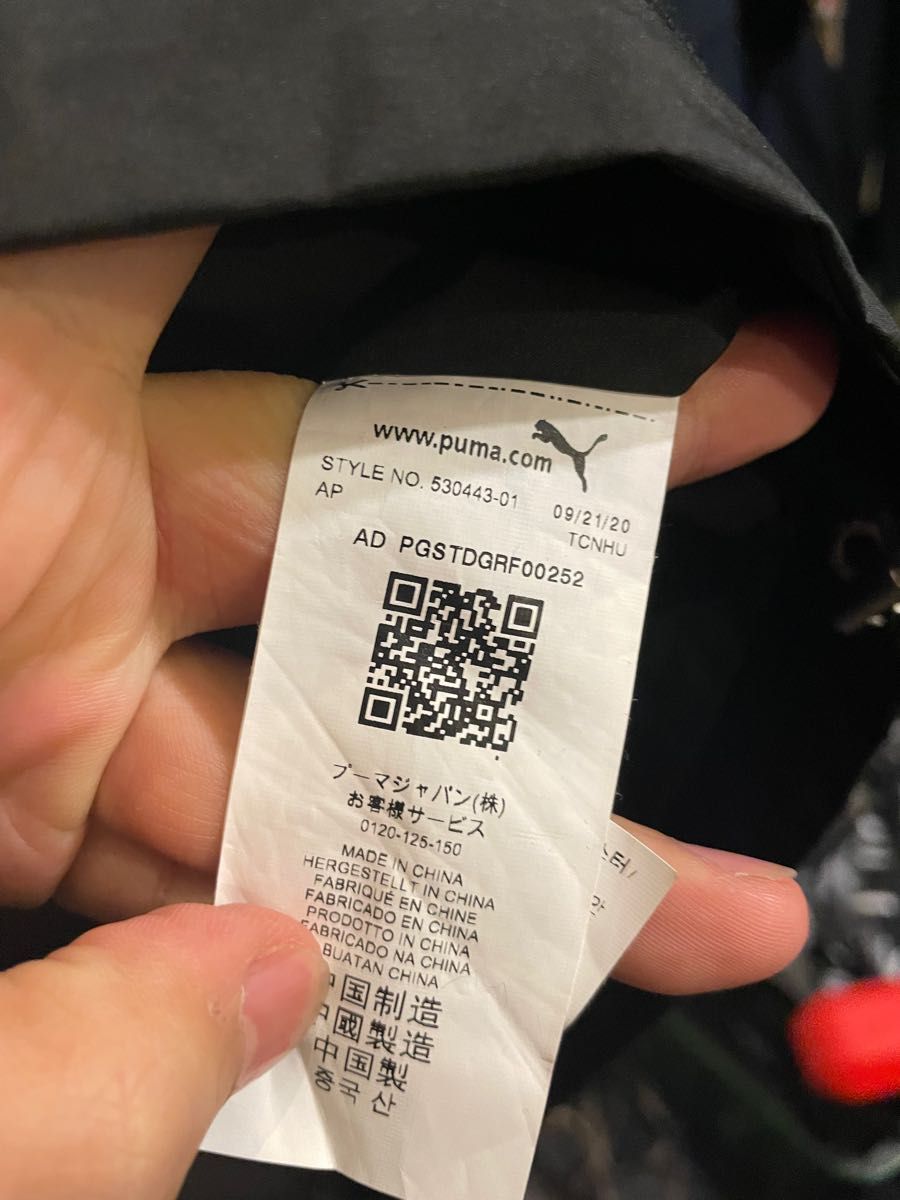 www.puma.com
STYLE NO. 530443-01
AP
09/21/20
TCNHU
AD PGSTDGRF00252
プーマジャパン(株)
お客様サービス
0120-125-150
MADE IN CHINA
HERGESTELLT IN CHINA
FABRIQUÉ EN CHINE
FABRICADO EN CHINA
PRODOTTO IN CHINA
FABRICADO NA CHINA
BUATAN CHINA
中国制造
中國製造
中国製
중국산